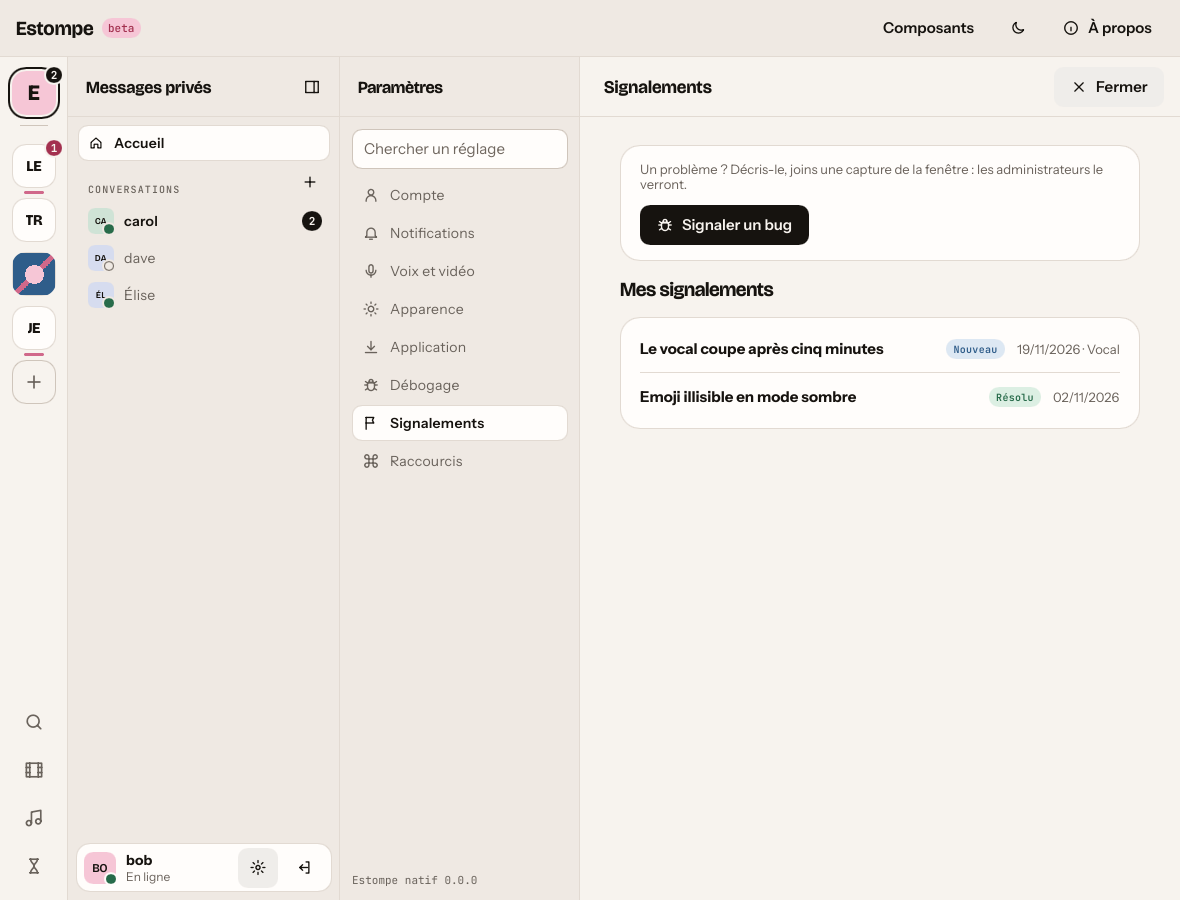 Estompe beta
Composants
À propos
E 2
LE 1
TR
JE
Messages privés
Accueil
CONVERSATIONS
CA carol 2
DA dave
ÉL Élise
BO bob
En ligne
Paramètres
Chercher un réglage
Compte
Notifications
Voix et vidéo
Apparence
Application
Débogage
Signalements
Raccourcis
Estompe natif 0.0.0
Signalements
Fermer
Un problème ? Décris-le, joins une capture de la fenêtre : les administrateurs le
verront.
Signaler un bug
Mes signalements
Le vocal coupe après cinq minutes Nouveau 19/11/2026 · Vocal
Emoji illisible en mode sombre Résolu 02/11/2026